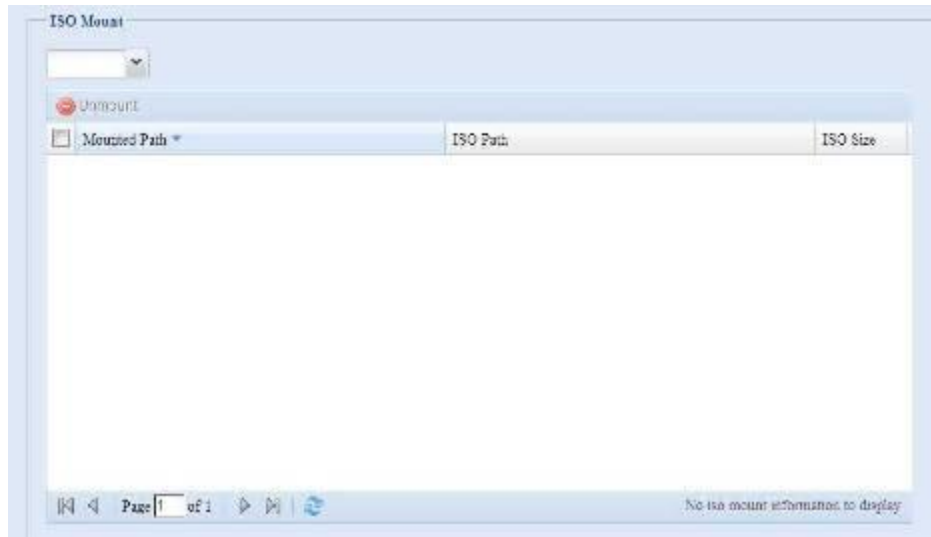 ISO Mount
Unmount
Mounted Path ISO Path ISO Size
Page 1 of 1 No iso mount information to display